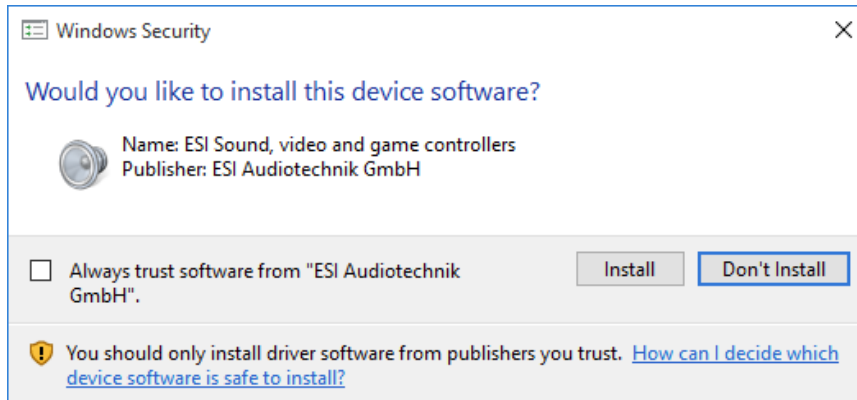 Windows Security
Would you like to install this device software?
Name: ESI Sound, video and game controllers
Publisher: ESI Audiotechnik GmbH
Always trust software from "ESI Audiotechnik
GmbH".
Install
Don't Install
You should only install driver software from publishers you trust. How can I decide which
device software is safe to install?